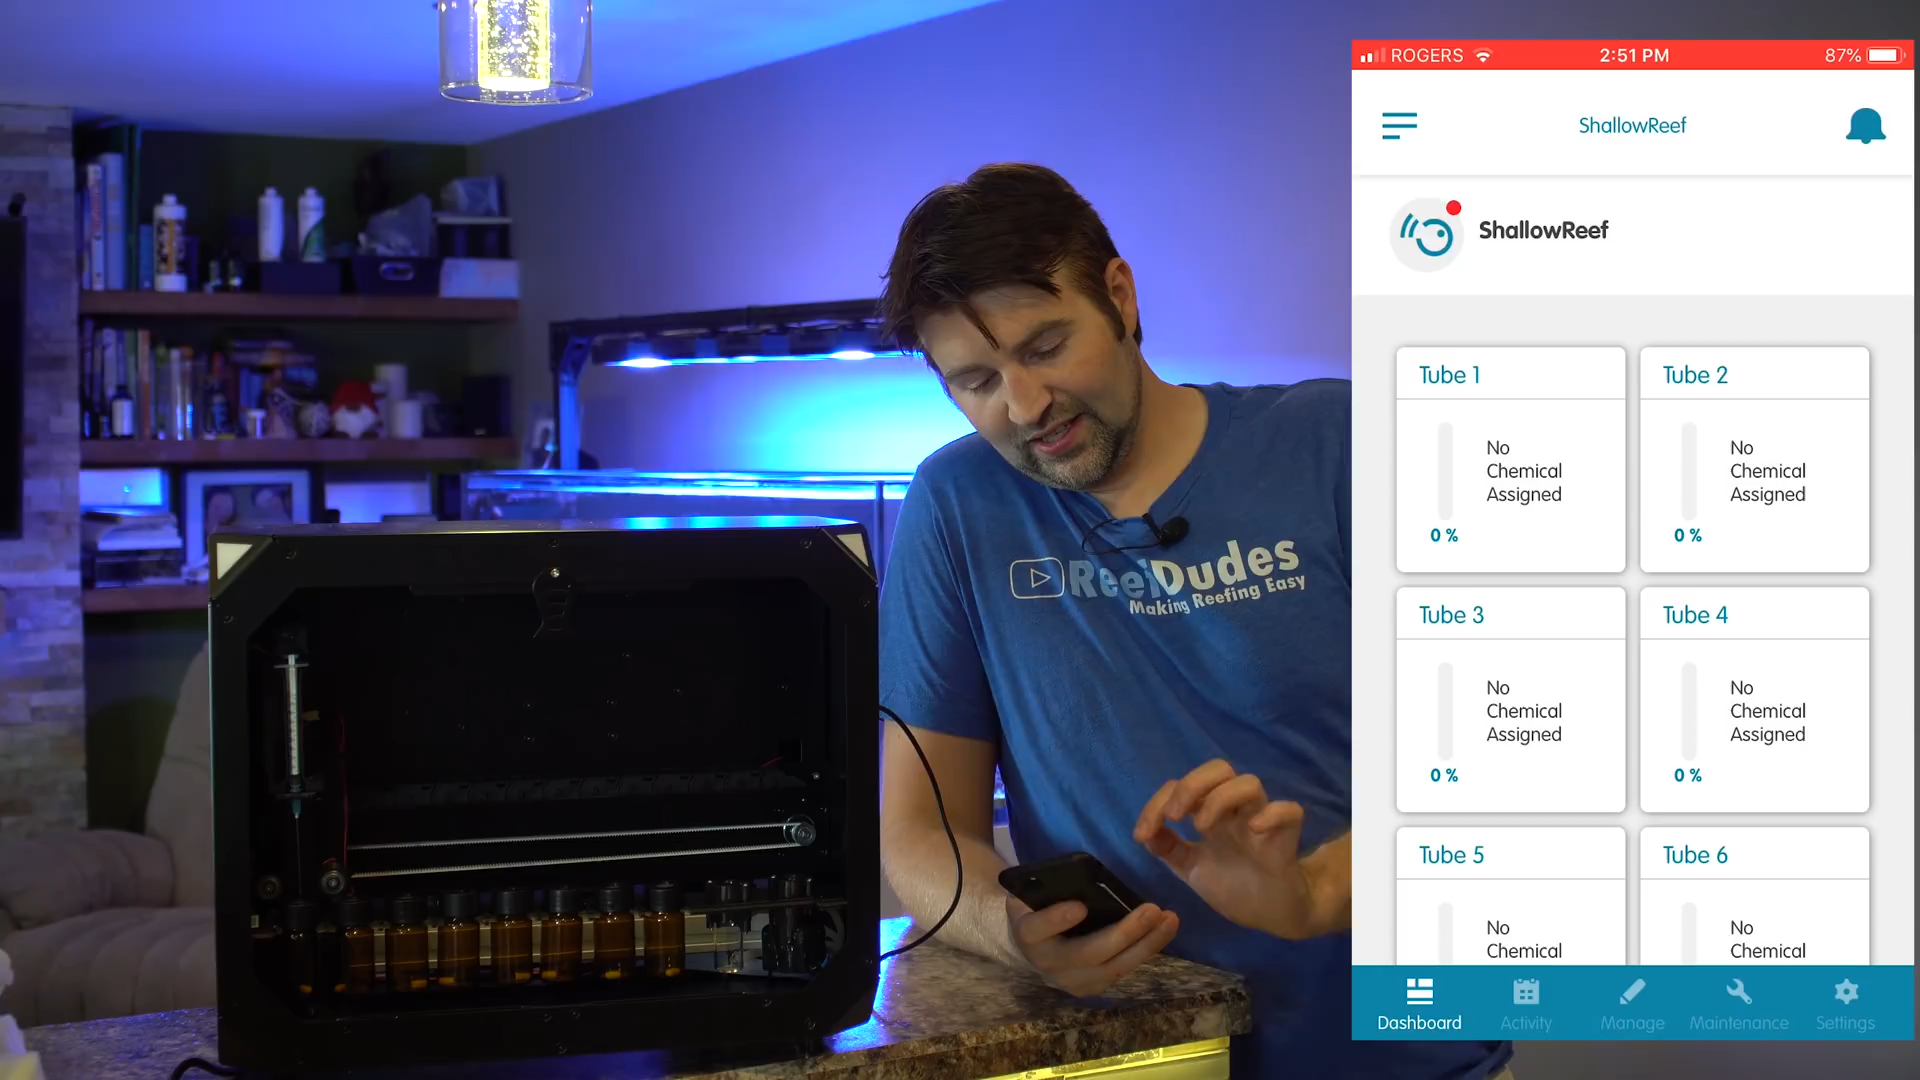 ROGERS
2:51 PM
87%
ShallowReef
ShallowReef
Tube 1
No
Chemical
Assigned
0 %
Tube 2
No
Chemical
Assigned
0 %
Tube 3
No
Chemical
Assigned
0 %
Tube 4
No
Chemical
Assigned
0 %
Tube 5
No
Chemical
Tube 6
No
Chemical
Dashboard
Activity
Manage
Maintenance
Settings
ReefDudes
Making Reefing Easy